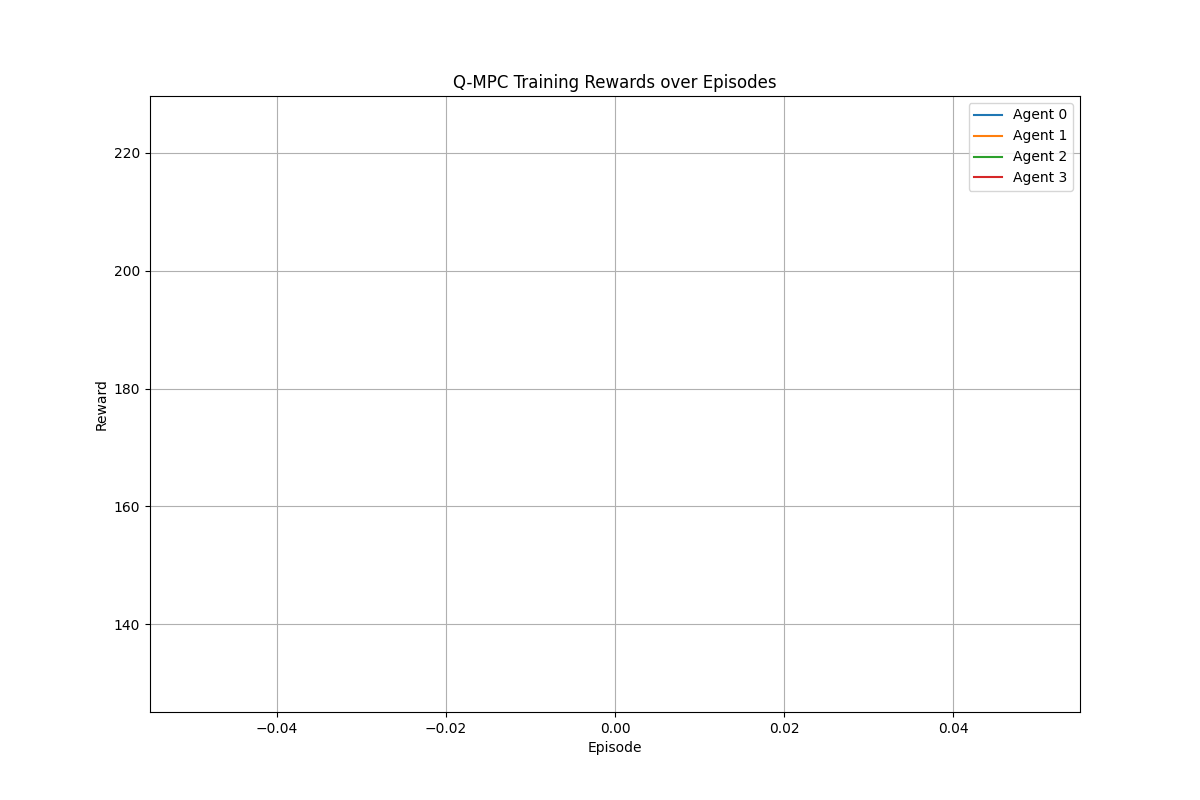 Q-MPC Training Rewards over Episodes
Agent 0
Agent 1
Agent 2
Agent 3
220
200
180
160
140
Reward
−0.04
−0.02
0.00
0.02
0.04
Episode